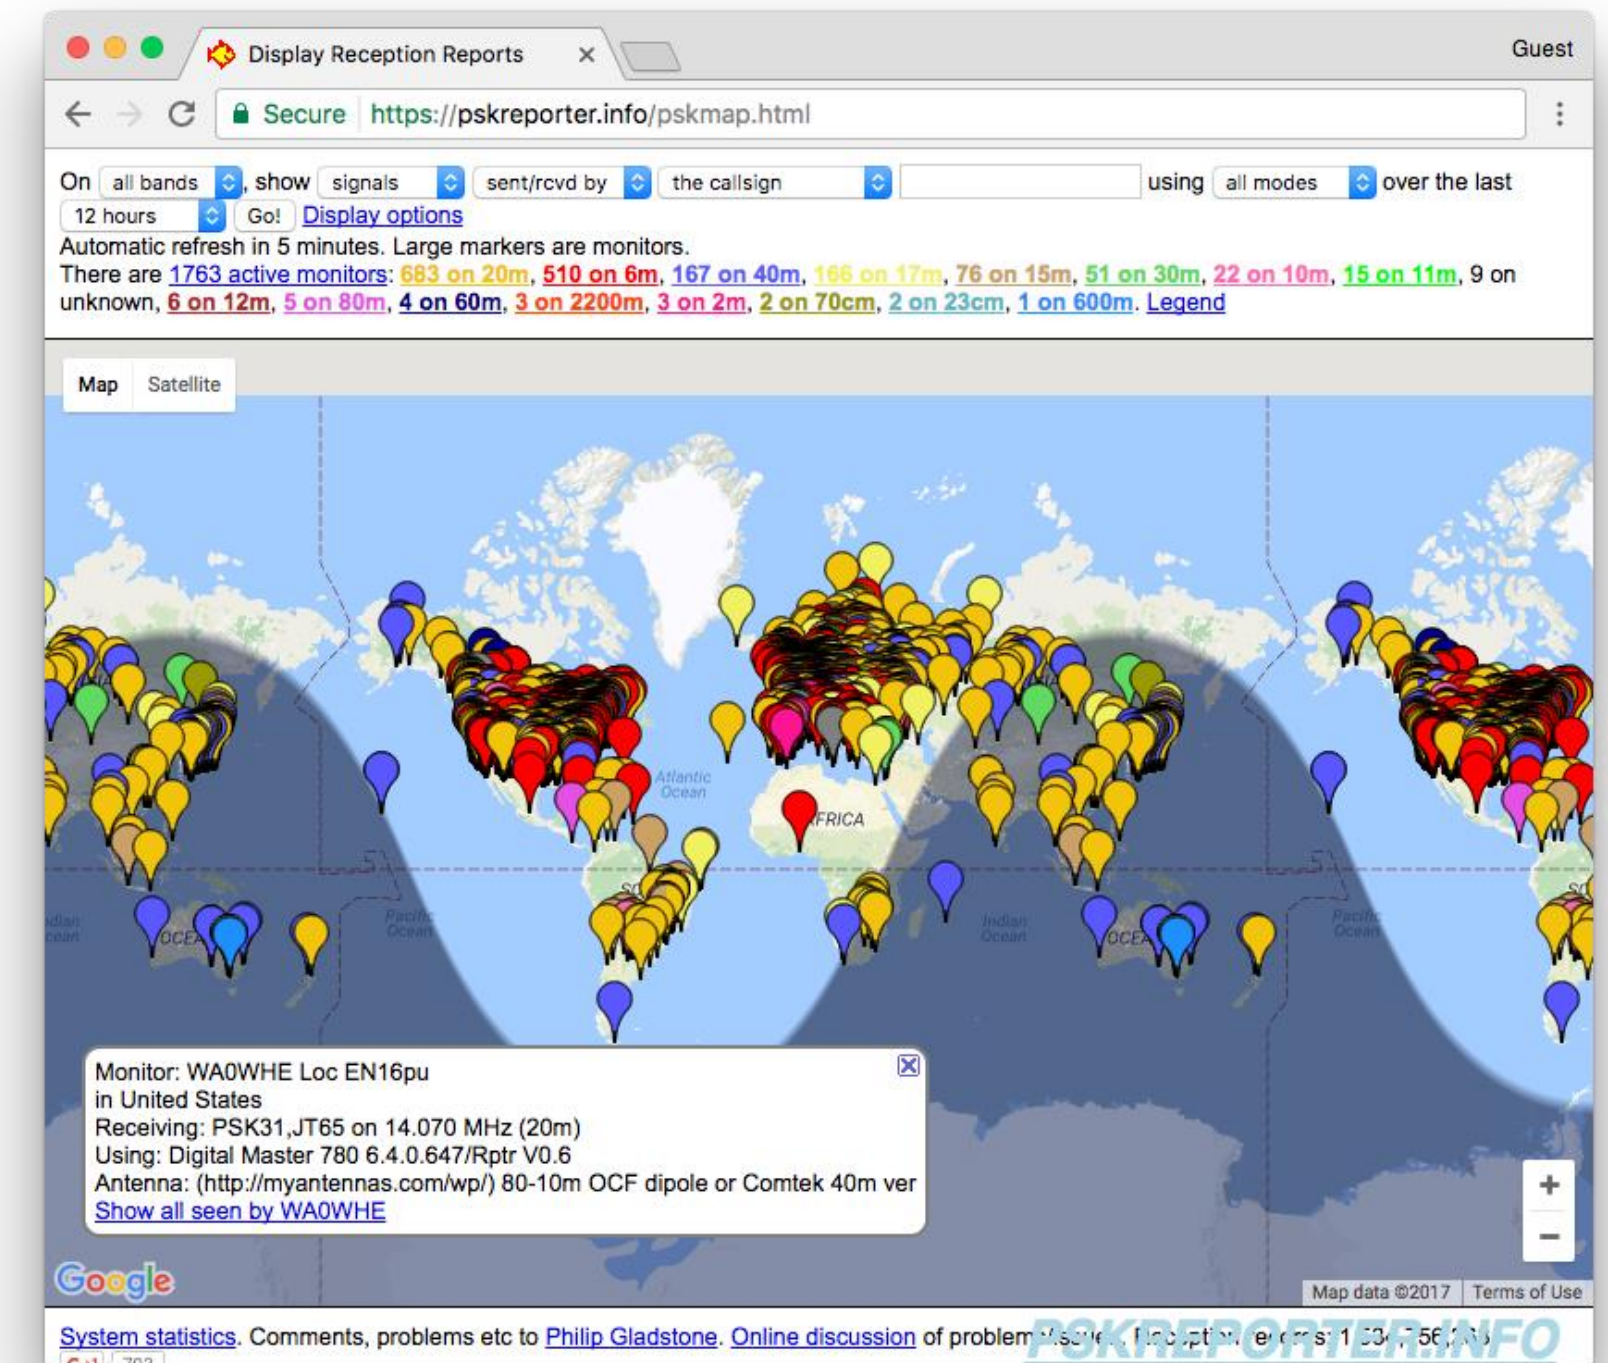 Display Reception Reports
Guest
Secure https://pskreporter.info/pskmap.html
On all bands , show signals sent/rcvd by the callsign using all modes over the last
12 hours Go! Display options
Automatic refresh in 5 minutes. Large markers are monitors.
There are 1763 active monitors: 683 on 20m, 510 on 6m, 167 on 40m, 166 on 17m, 76 on 15m, 51 on 30m, 22 on 10m, 15 on 11m, 9 on
unknown, 6 on 12m, 5 on 80m, 4 on 60m, 3 on 2200m, 3 on 2m, 2 on 70cm, 2 on 23cm, 1 on 600m. Legend
Map Satellite
Atlantic
Ocean
FRICA
Pacific
Ocean
Indian
Ocean
Pacific
Ocean
OCEA
OCEA
Monitor: WA0WHE Loc EN16pu
in United States
Receiving: PSK31,JT65 on 14.070 MHz (20m)
Using: Digital Master 780 6.4.0.647/Rptr V0.6
Antenna: (http://myantennas.com/wp/) 80-10m OCF dipole or Comtek 40m ver
Show all seen by WA0WHE
Google
Map data ©2017 Terms of Use
System statistics. Comments, problems etc to Philip Gladstone. Online discussion of
PSKREPORTER.INFO